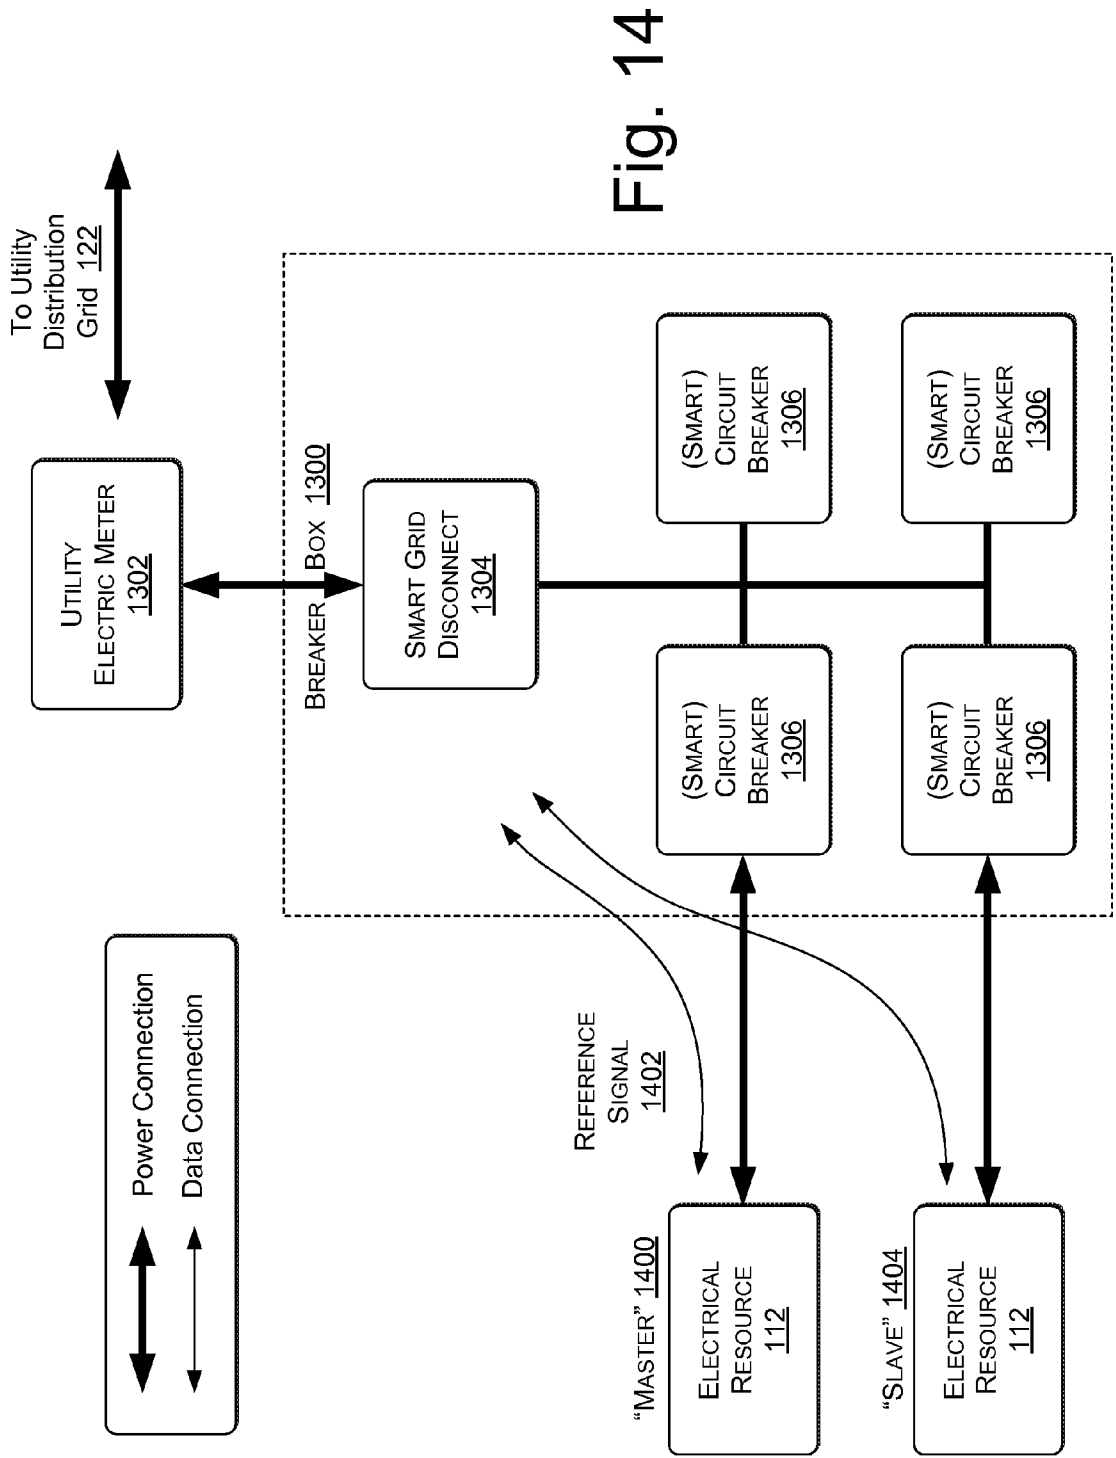 Power Connection
Data Connection
To Utility
Distribution
Grid 122
UTILITY
ELECTRIC METER
1302
BREAKER BOX 1300
SMART GRID
DISCONNECT
1304
REFERENCE
SIGNAL
1402
"MASTER" 1400
ELECTRICAL
RESOURCE
112
(SMART)
CIRCUIT
BREAKER
1306
(SMART)
CIRCUIT
BREAKER
1306
"SLAVE" 1404
ELECTRICAL
RESOURCE
112
(SMART)
CIRCUIT
BREAKER
1306
(SMART)
CIRCUIT
BREAKER
1306
Fig. 14